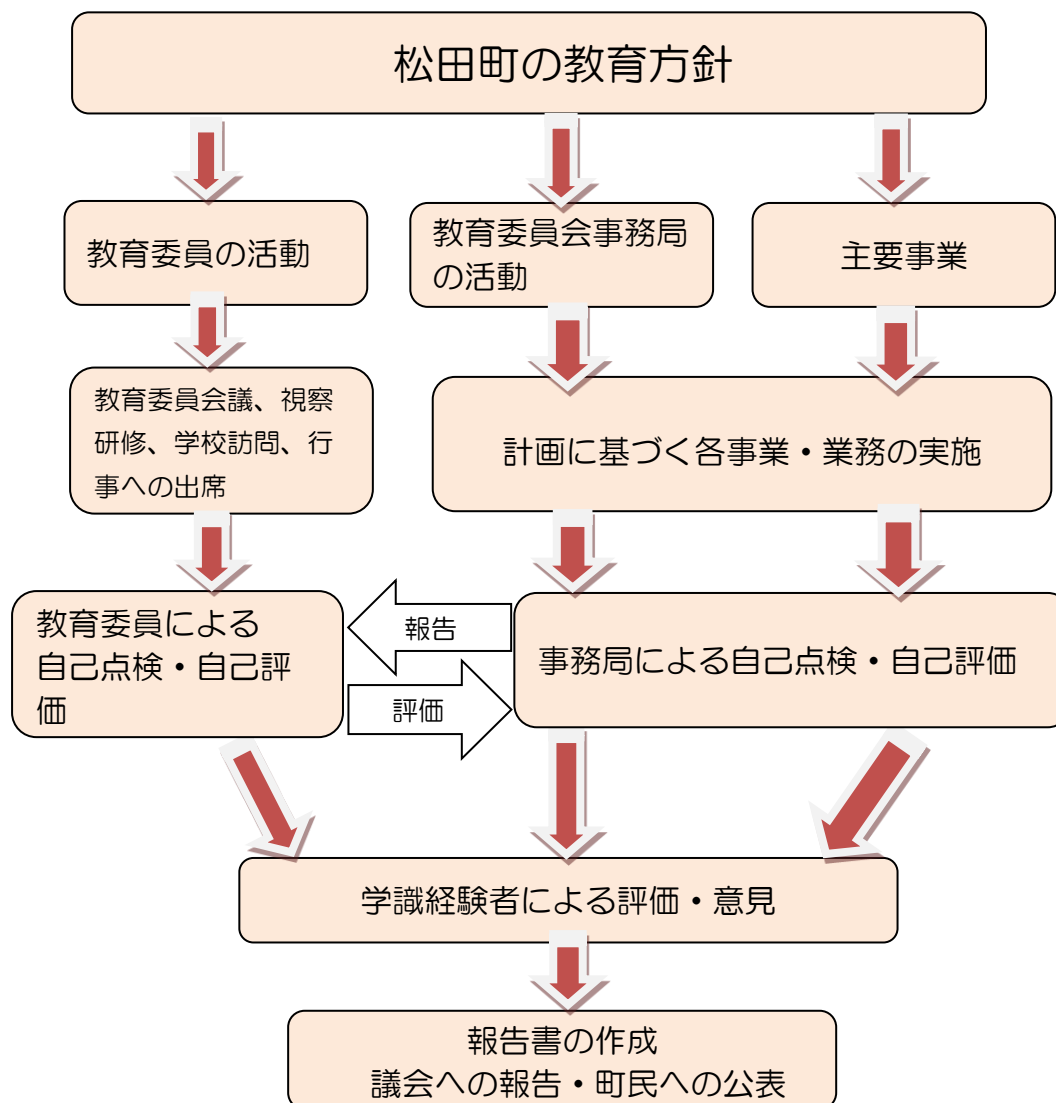 松田町の教育方針
教育委員の活動
教育委員会事務局
の活動
主要事業
教育委員会議、視察
研修、学校訪問、行
事への出席
計画に基づく各事業・業務の実施
教育委員による
自己点検・自己評
価
報告
評価
事務局による自己点検・自己評価
学識経験者による評価・意見
報告書の作成
議会への報告・町民への公表